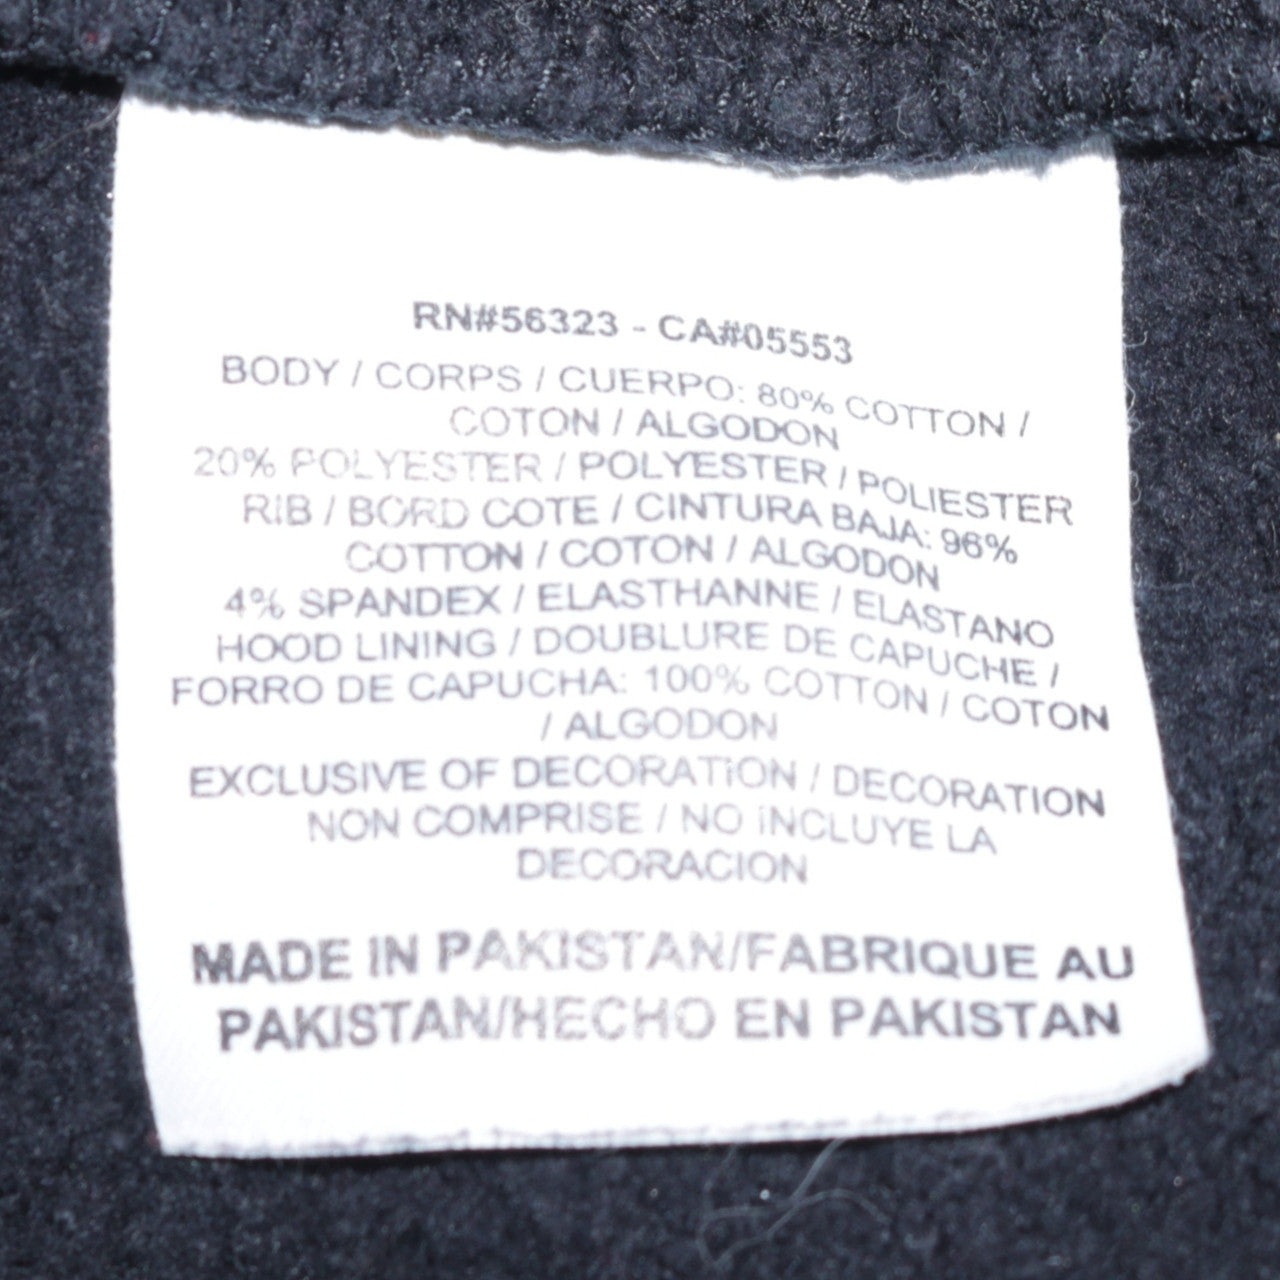 RN#56323 - CA#05553
BODY / CORPS / CUERPO: 80% COTTON /
COTON / ALGODON
20% POLYESTER / POLYESTER / POLIESTER
RIB / BORD COTE / CINTURA BAJA: 96%
COTTON / COTON / ALGODON
4% SPANDEX / ELASTHANNE / ELASTANO
HOOD LINING / DOUBLURE DE CAPUCHE /
FORRO DE CAPUCHA: 100% COTTON / COTON
/ ALGODON
EXCLUSIVE OF DECORATION / DECORATION
NON COMPRISE / NO INCLUYE LA
DECORACION
MADE IN PAKISTAN/FABRIQUE AU
PAKISTAN/HECHO EN PAKISTAN